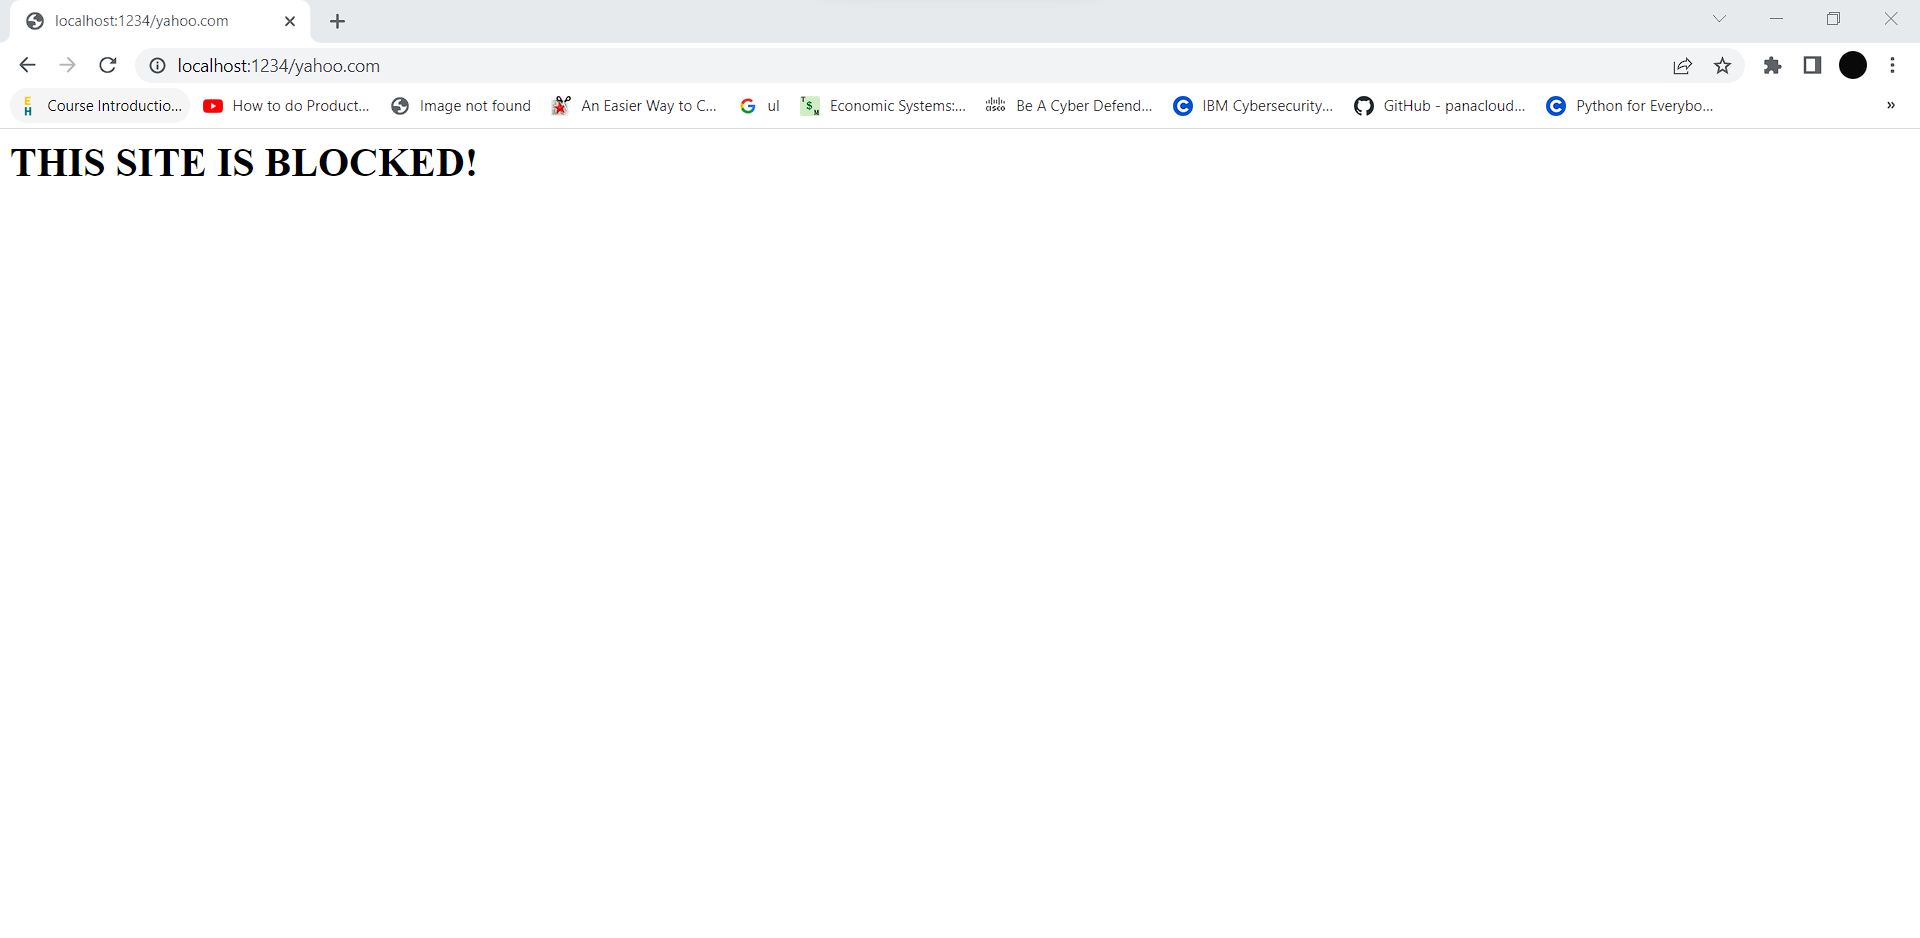 localhost:1234/yahoo.com
localhost:1234/yahoo.com
Course Introductio... How to do Product... Image not found An Easier Way to C... ul Economic Systems:... Be A Cyber Defend... IBM Cybersecurity... GitHub - panacloud... Python for Everybo... »
THIS SITE IS BLOCKED!